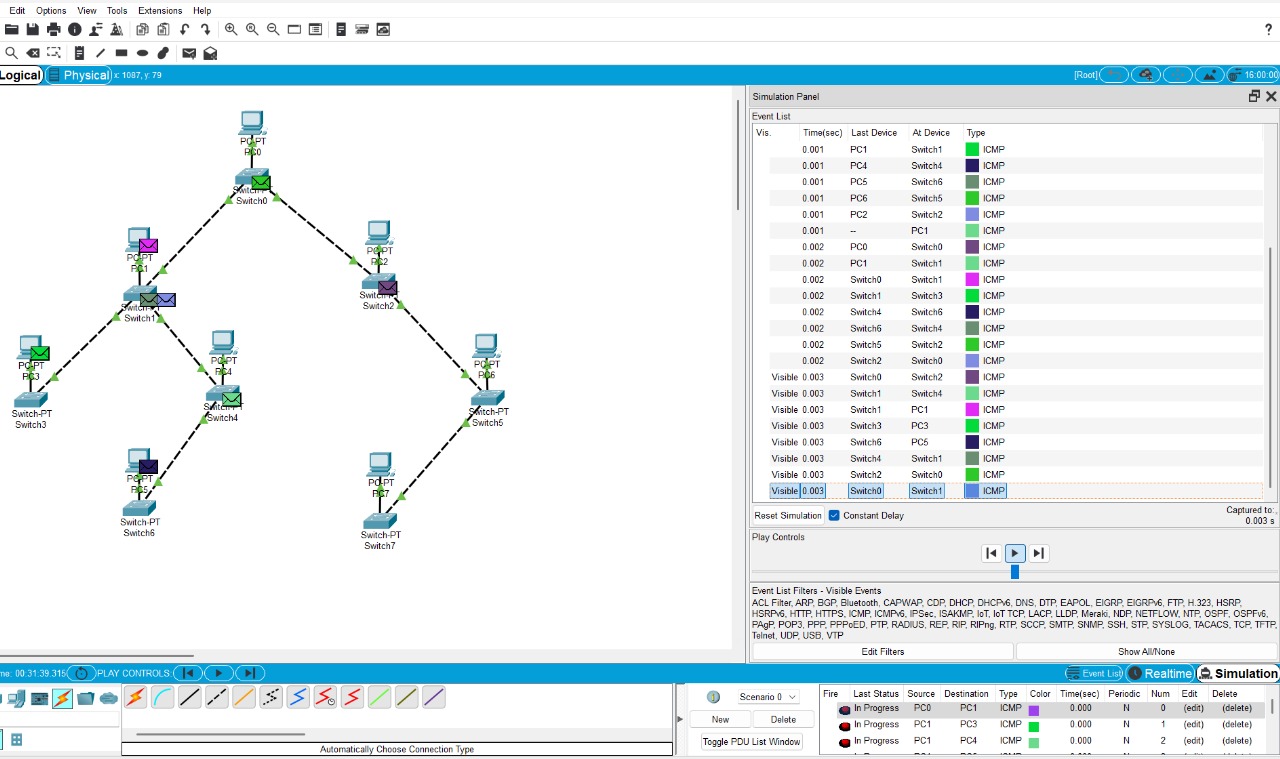 Edit Options View Tools Extensions Help
?
Logical Physical x: 1087, y: 79 [Root] 16:00:00
Simulation Panel
Event List
Vis. Time(sec) Last Device At Device Type
0.001 PC1 Switch1 ICMP
0.001 PC4 Switch4 ICMP
0.001 PC5 Switch6 ICMP
0.001 PC6 Switch5 ICMP
0.001 PC2 Switch2 ICMP
0.001 -- PC1 ICMP
0.002 PC0 Switch0 ICMP
0.002 PC1 Switch1 ICMP
0.002 Switch0 Switch1 ICMP
0.002 Switch1 Switch3 ICMP
0.002 Switch4 Switch6 ICMP
0.002 Switch6 Switch4 ICMP
0.002 Switch5 Switch2 ICMP
0.002 Switch2 Switch0 ICMP
Visible 0.003 Switch0 Switch2 ICMP
Visible 0.003 Switch1 Switch4 ICMP
Visible 0.003 Switch1 PC1 ICMP
Visible 0.003 Switch3 PC3 ICMP
Visible 0.003 Switch6 PC5 ICMP
Visible 0.003 Switch4 Switch1 ICMP
Visible 0.003 Switch2 Switch0 ICMP
Visible 0.003 Switch0 Switch1 ICMP
Reset Simulation Constant Delay Captured to:
0.003 s
Play Controls
Event List Filters - Visible Events
ACL Filter, ARP, BGP, Bluetooth, CAPWAP, CDP, DHCP, DHCPv6, DNS, DTP, EAPOL, EIGRP, EIGRPv6, FTP, H.323, HSRP,
HSRPv6, HTTP, HTTPS, ICMP, ICMPv6, IPSec, ISAKMP, IoT, IoT TCP, LACP, LLDP, Meraki, NDP, NETFLOW, NTP, OSPF, OSPFv6,
PAgP, POP3, PPP, PPPoED, PTP, RADIUS, REP, RIP, RIPng, RTP, SCCP, SMTP, SNMP, SSH, STP, SYSLOG, TACACS, TCP, TFTP,
Telnet, UDP, USB, VTP
Edit Filters Show All/None
PC-PT
PC0
Switch-PT
Switch0
PC-PT
PC1
Switch-PT
Switch1
PC-PT
PC2
Switch-PT
Switch2
PC-PT
PC3
Switch-PT
Switch3
PC-PT
PC4
Switch-PT
Switch4
PC-PT
PC6
Switch-PT
Switch5
PC-PT
PC5
Switch-PT
Switch6
PC-PT
PC7
Switch-PT
Switch7
me: 00:31:39.315 PLAY CONTROLS: Event List Realtime Simulation
Automatically Choose Connection Type
Scenario 0
New Delete
Toggle PDU List Window
Fire Last Status Source Destination Type Color Time(sec) Periodic Num Edit Delete
In Progress PC0 PC1 ICMP 0.000 N 0 (edit) (delete)
In Progress PC1 PC3 ICMP 0.000 N 1 (edit) (delete)
In Progress PC1 PC4 ICMP 0.000 N 2 (edit) (delete)